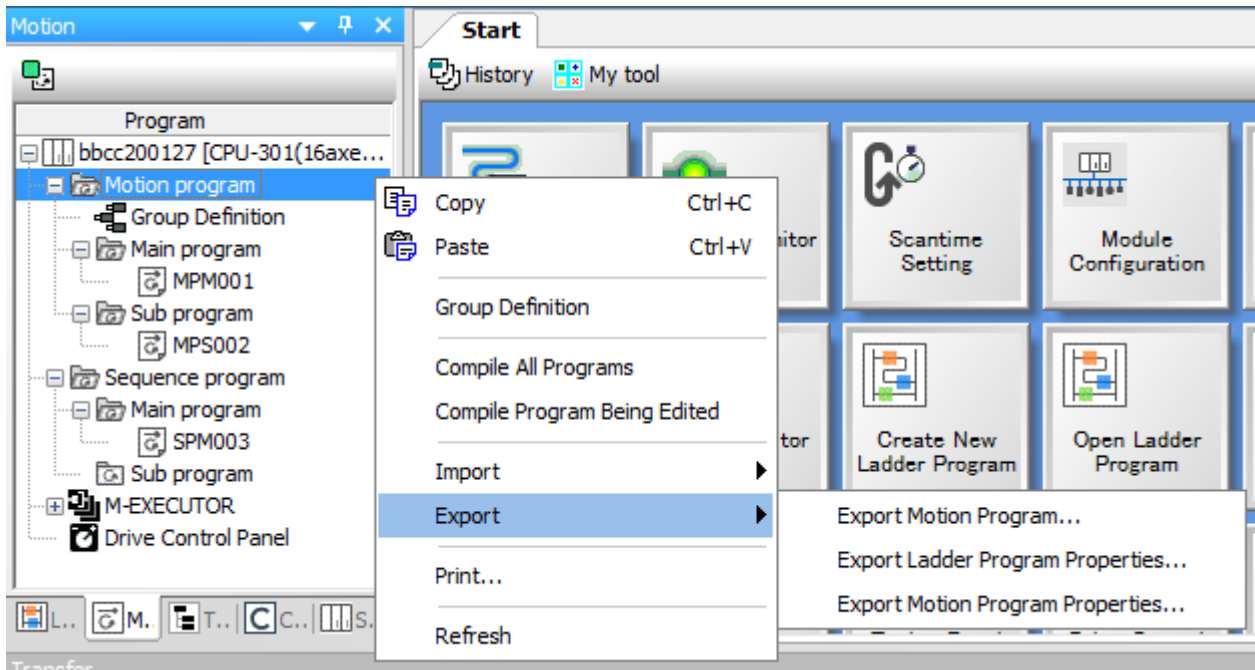 Motion
Program
bbcc200127 [CPU-301(16axe...
Motion program
Group Definition
Main program
MPM001
Sub program
MPS002
Sequence program
Main program
SPM003
Sub program
M-EXECUTOR
Drive Control Panel
L..
M.
T..
C..
S.
Transfer
Start
History
My tool
itor
Scantime
Setting
Module
Configuration
tor
Create New
Ladder Program
Open Ladder
Program
Copy Ctrl+C
Paste Ctrl+V
Group Definition
Compile All Programs
Compile Program Being Edited
Import
Export
Print...
Refresh
Export Motion Program...
Export Ladder Program Properties...
Export Motion Program Properties...